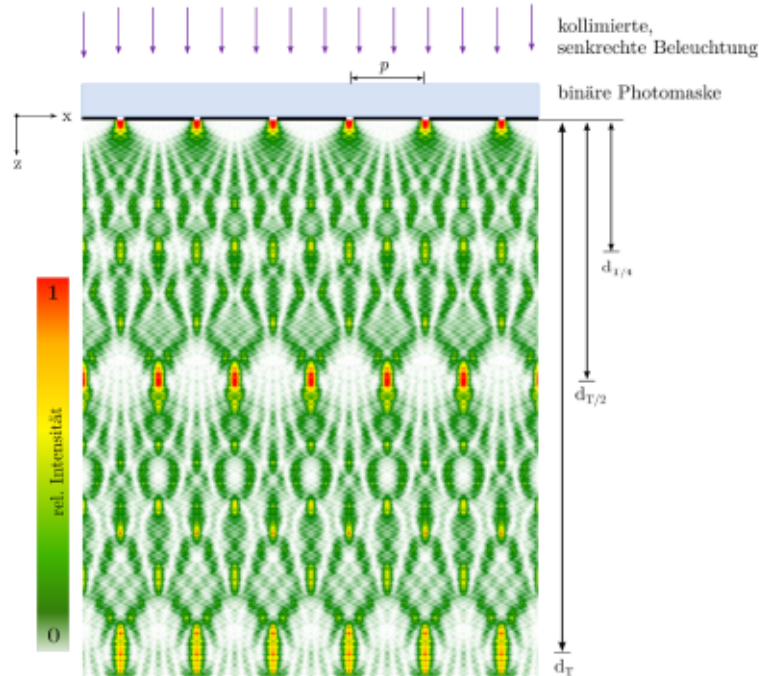 kollimierte,
senkrechte Beleuchtung
p
binäre Photomaske
x
z
d_T/4
1
d_T/2
rel. Intensität
0
d_T